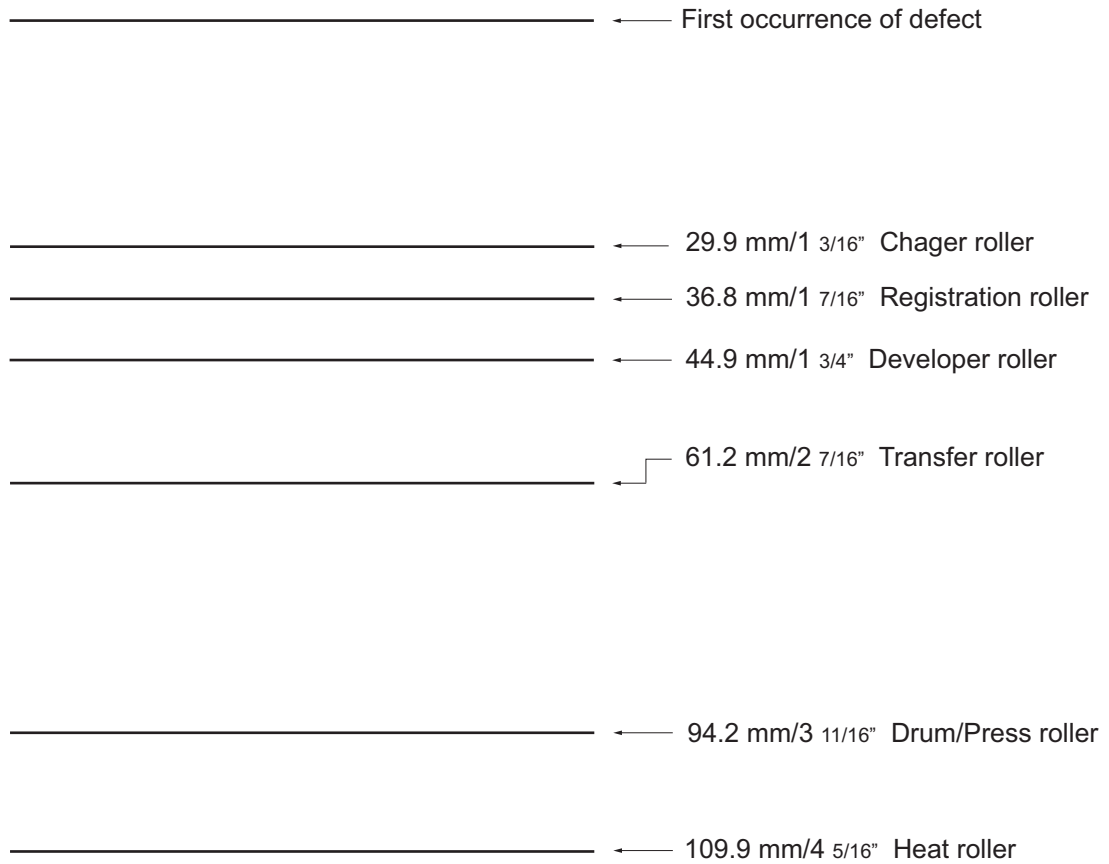 First occurrence of defect
29.9 mm/1 3/16” Chager roller
36.8 mm/1 7/16” Registration roller
44.9 mm/1 3/4” Developer roller
61.2 mm/2 7/16” Transfer roller
94.2 mm/3 11/16” Drum/Press roller
109.9 mm/4 5/16” Heat roller